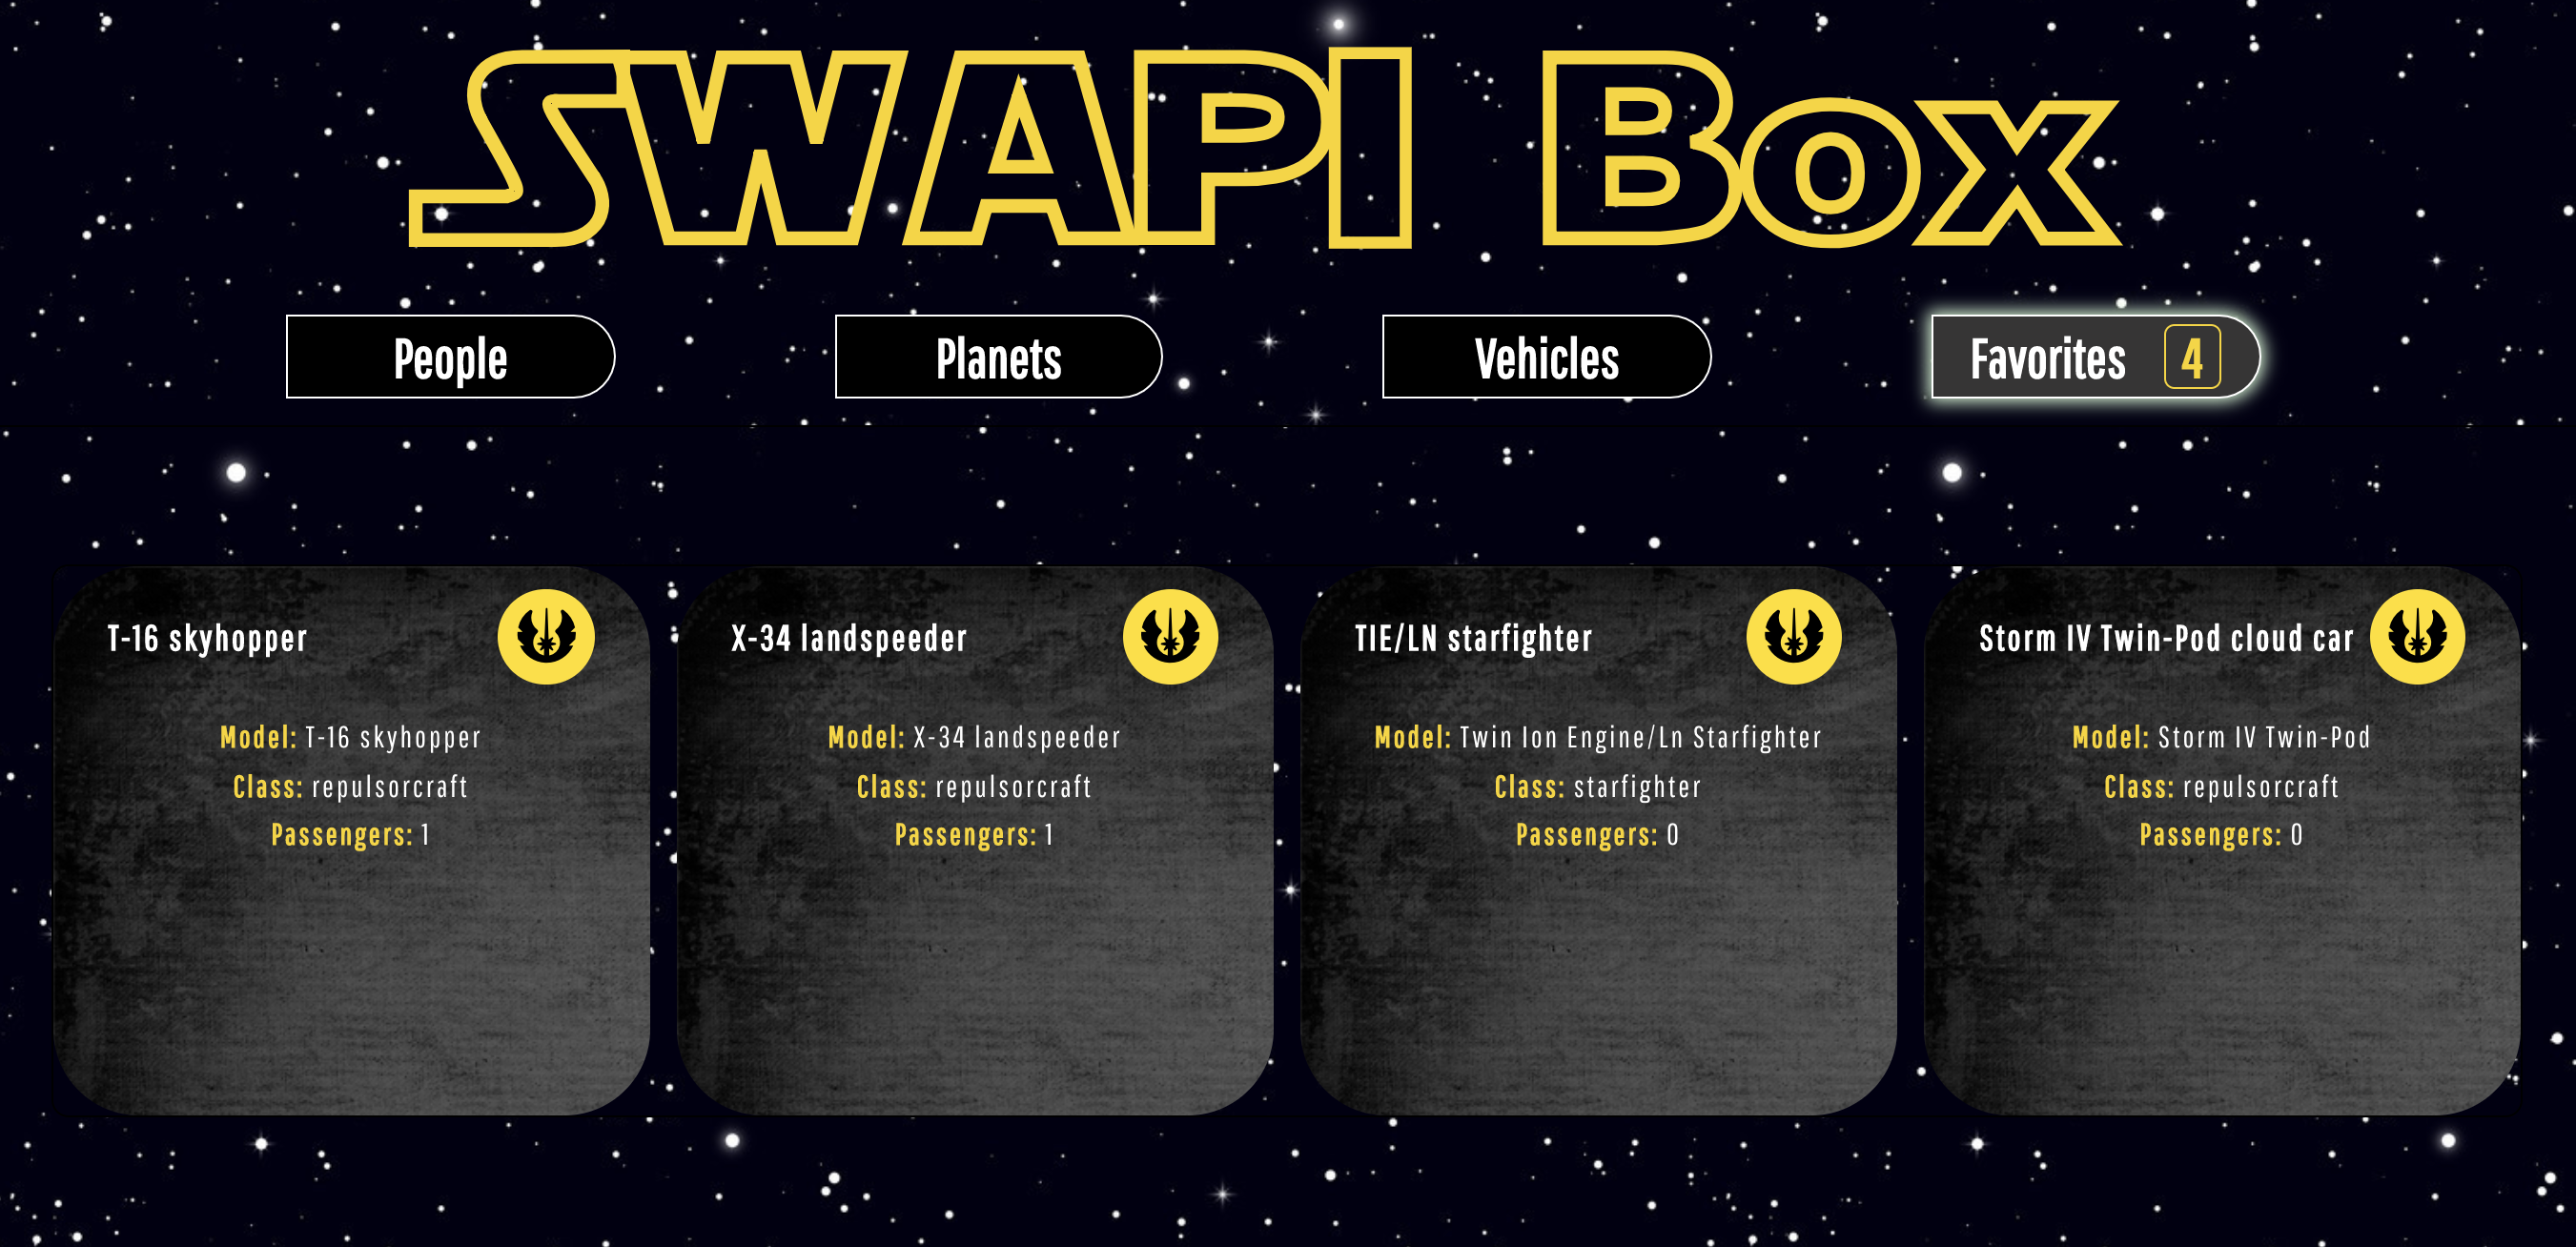 SWAPI Box
People
Planets
Vehicles
Favorites 4
T-16 skyhopper
Model: T-16 skyhopper
Class: repulsorcraft
Passengers: 1
X-34 landspeeder
Model: X-34 landspeeder
Class: repulsorcraft
Passengers: 1
TIE/LN starfighter
Model: Twin Ion Engine/Ln Starfighter
Class: starfighter
Passengers: 0
Storm IV Twin-Pod cloud car
Model: Storm IV Twin-Pod
Class: repulsorcraft
Passengers: 0